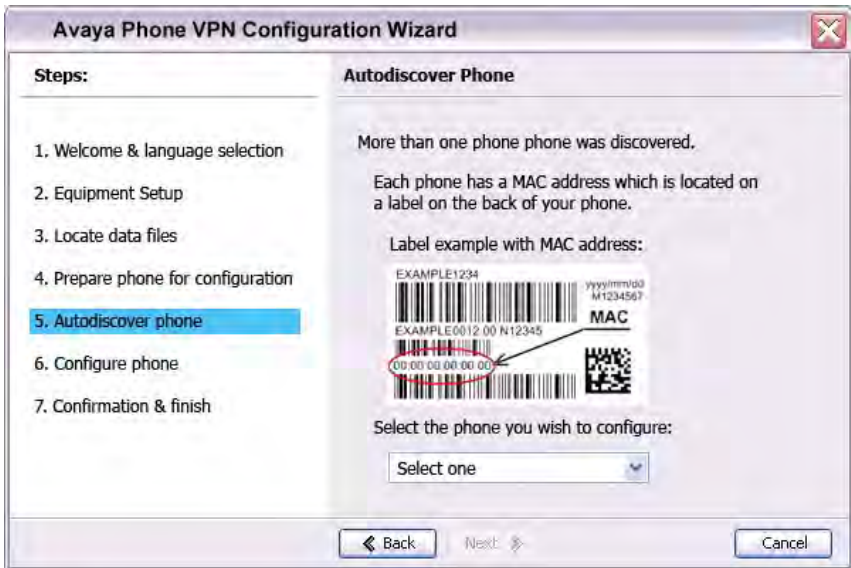 Avaya Phone VPN Configuration Wizard
Steps:
1. Welcome & language selection
2. Equipment Setup
3. Locate data files
4. Prepare phone for configuration
5. Autodiscover phone
6. Configure phone
7. Confirmation & finish
Autodiscover Phone
More than one phone phone was discovered.
Each phone has a MAC address which is located on
a label on the back of your phone.
Label example with MAC address:
EXAMPLE1234
yyyy/mm/dd
M1234567
MAC
EXAMPLE0012 00 N12345
00:00:00:00:00:00
Select the phone you wish to configure:
Select one
Back
Next
Cancel